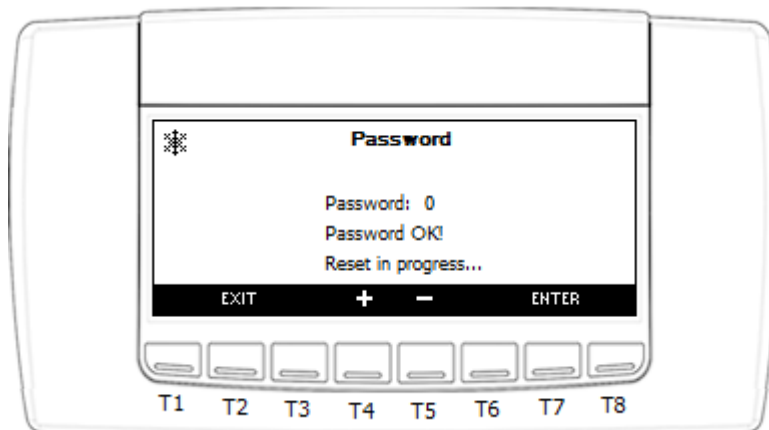 Password
Password: 0
Password OK!
Reset in progress...
EXIT + - ENTER
T1 T2 T3 T4 T5 T6 T7 T8